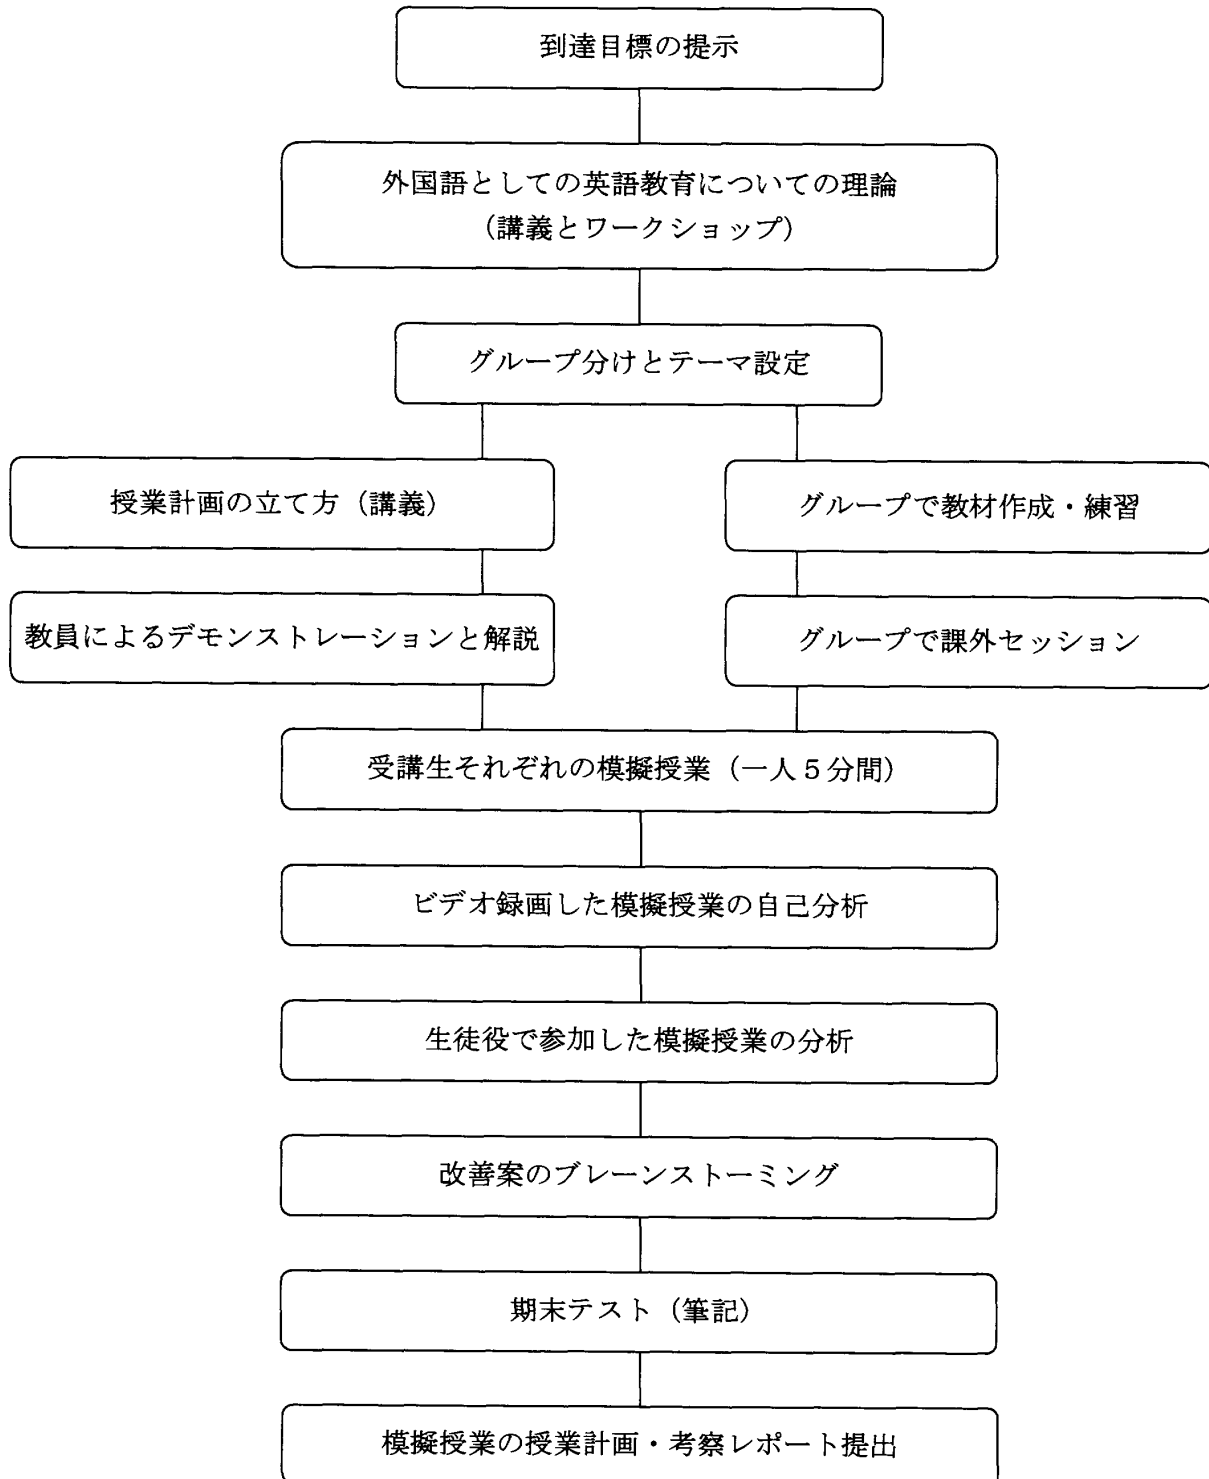 到達目標の提示
外国語としての英語教育についての理論
(講義とワークショップ)
グループ分けとテーマ設定
授業計画の立て方(講義)
グループで教材作成・練習
教員によるデモンストレーションと解説
グループで課外セッション
受講生それぞれの模擬授業(一人5分間)
ビデオ録画した模擬授業の自己分析
生徒役で参加した模擬授業の分析
改善案のブレーンストーミング
期末テスト(筆記)
模擬授業の授業計画・考察レポート提出